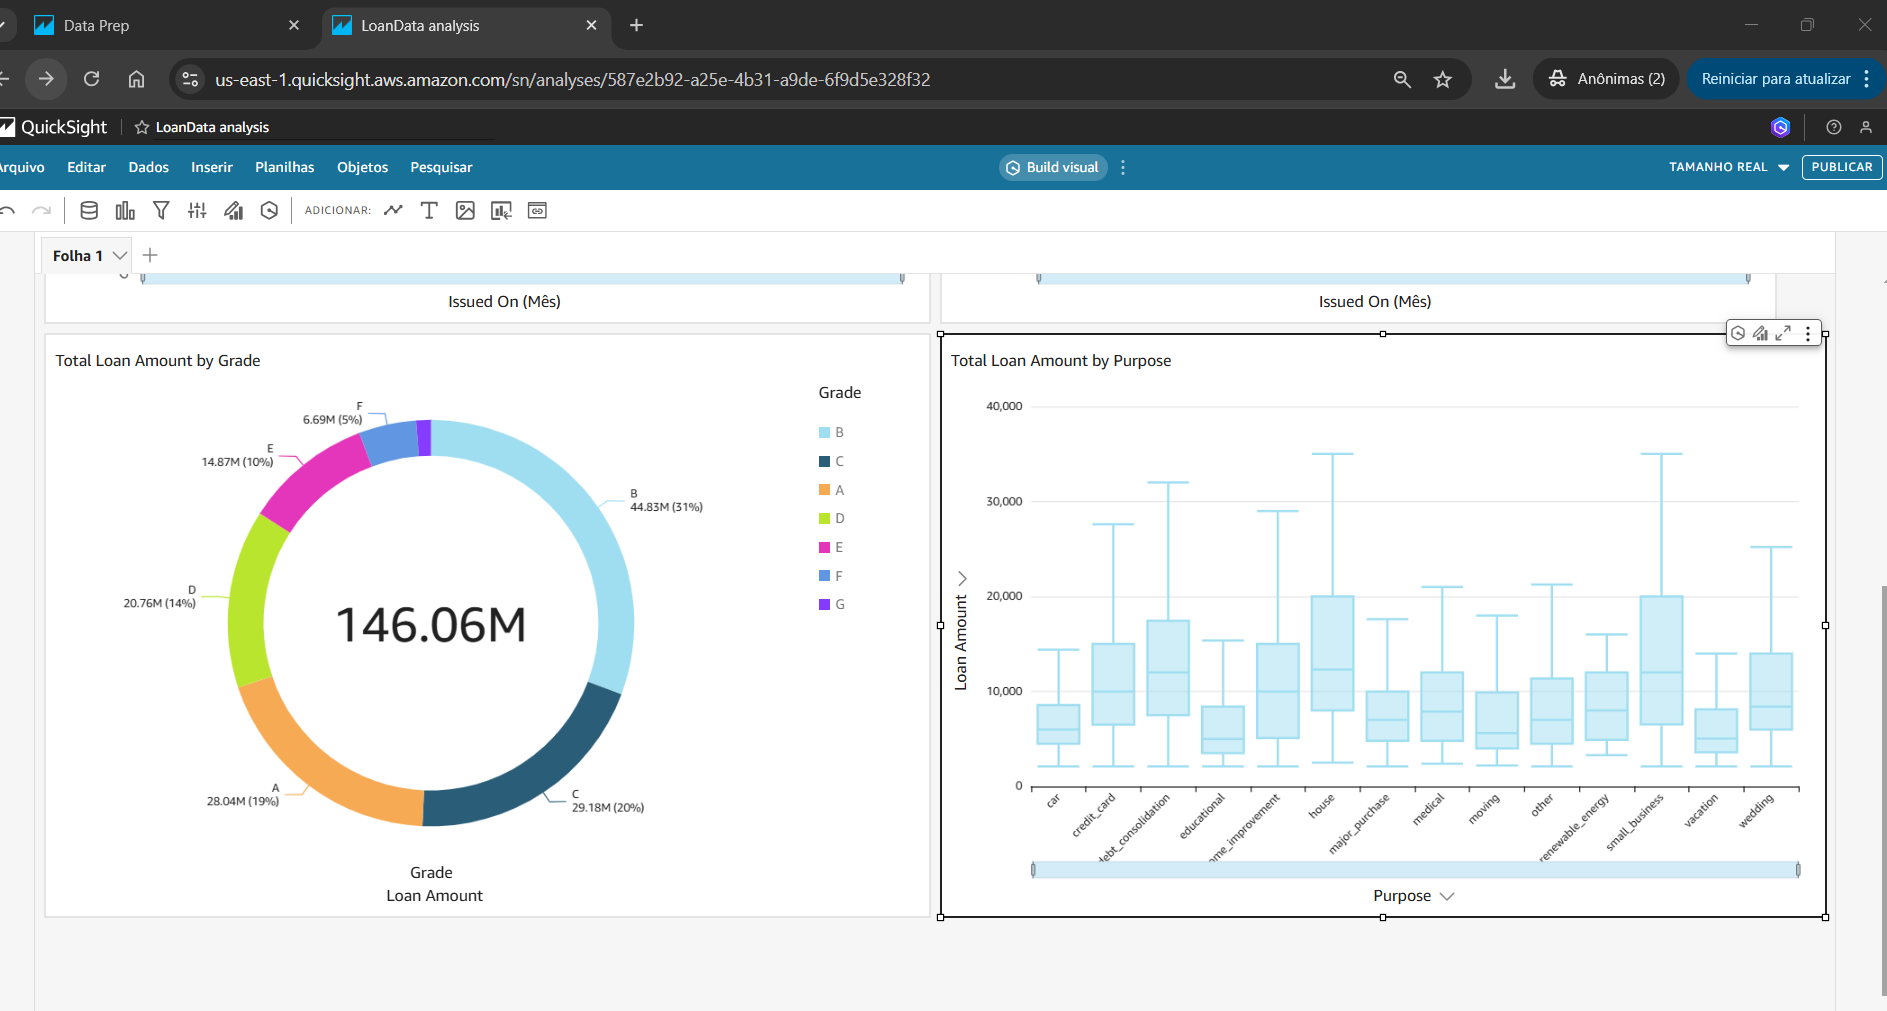 Data Prep
LoanData analysis
us-east-1.quicksight.aws.amazon.com/sn/analyses/587e2b92-a25e-4b31-a9de-6f9d5e328f32
Anônimas (2)
Reiniciar para atualizar
QuickSight
LoanData analysis
Arquivo Editar Dados Inserir Planilhas Objetos Pesquisar
Build visual
TAMANHO REAL
PUBLICAR
ADICIONAR:
Folha 1
Issued On (Mês)
Issued On (Mês)
Total Loan Amount by Grade
Grade
B
C
A
D
E
F
G
F
6.69M (5%)
E
14.87M (10%)
B
44.83M (31%)
D
20.76M (14%)
146.06M
A
28.04M (19%)
C
29.18M (20%)
Grade
Loan Amount
Total Loan Amount by Purpose
40,000
30,000
20,000
10,000
0
Loan Amount
car
credit_card
debt_consolidation
educational
ome_improvement
house
major_purchase
medical
moving
other
renewable_energy
small_business
vacation
wedding
Purpose